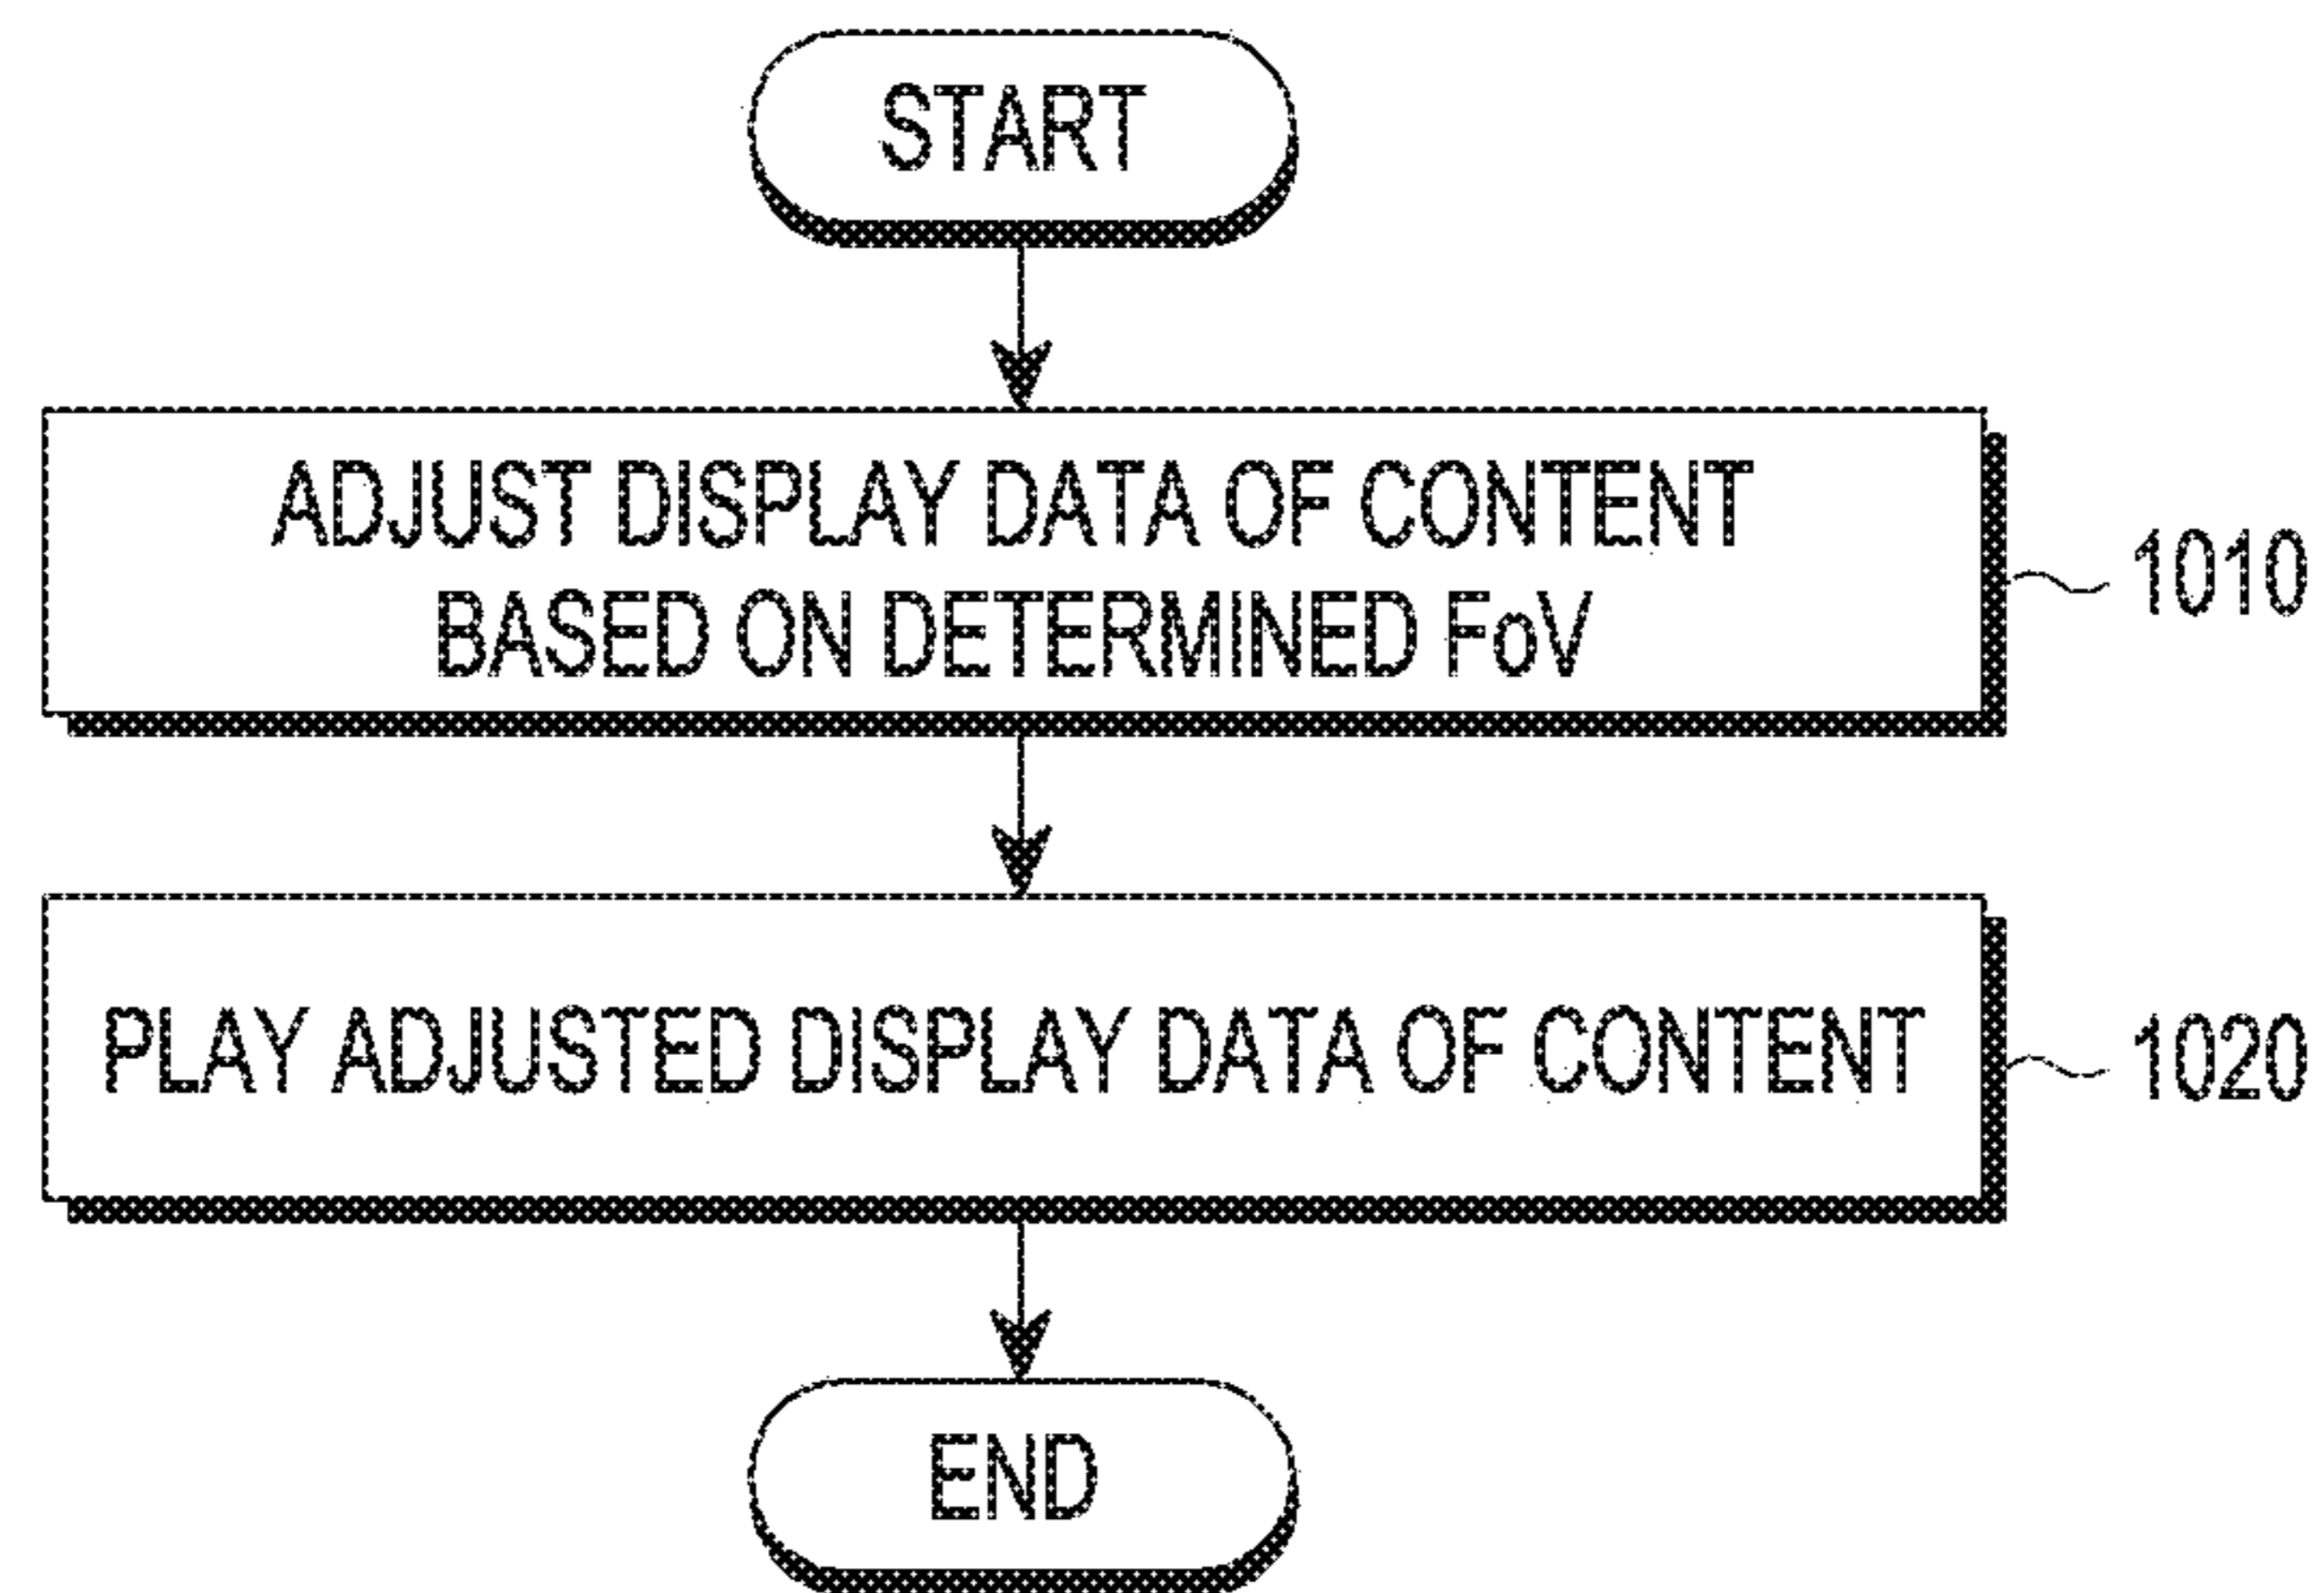 START
ADJUST DISPLAY DATA OF CONTENT
BASED ON DETERMINED FoV
1010
PLAY ADJUSTED DISPLAY DATA OF CONTENT
1020
END